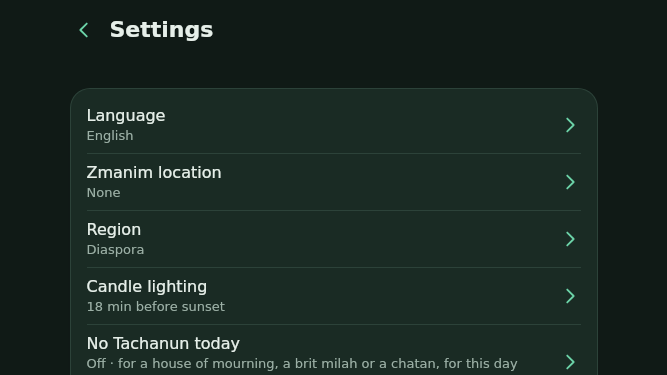 Settings
Language
English
Zmanim location
None
Region
Diaspora
Candle lighting
18 min before sunset
No Tachanun today
Off · for a house of mourning, a brit milah or a chatan, for this day